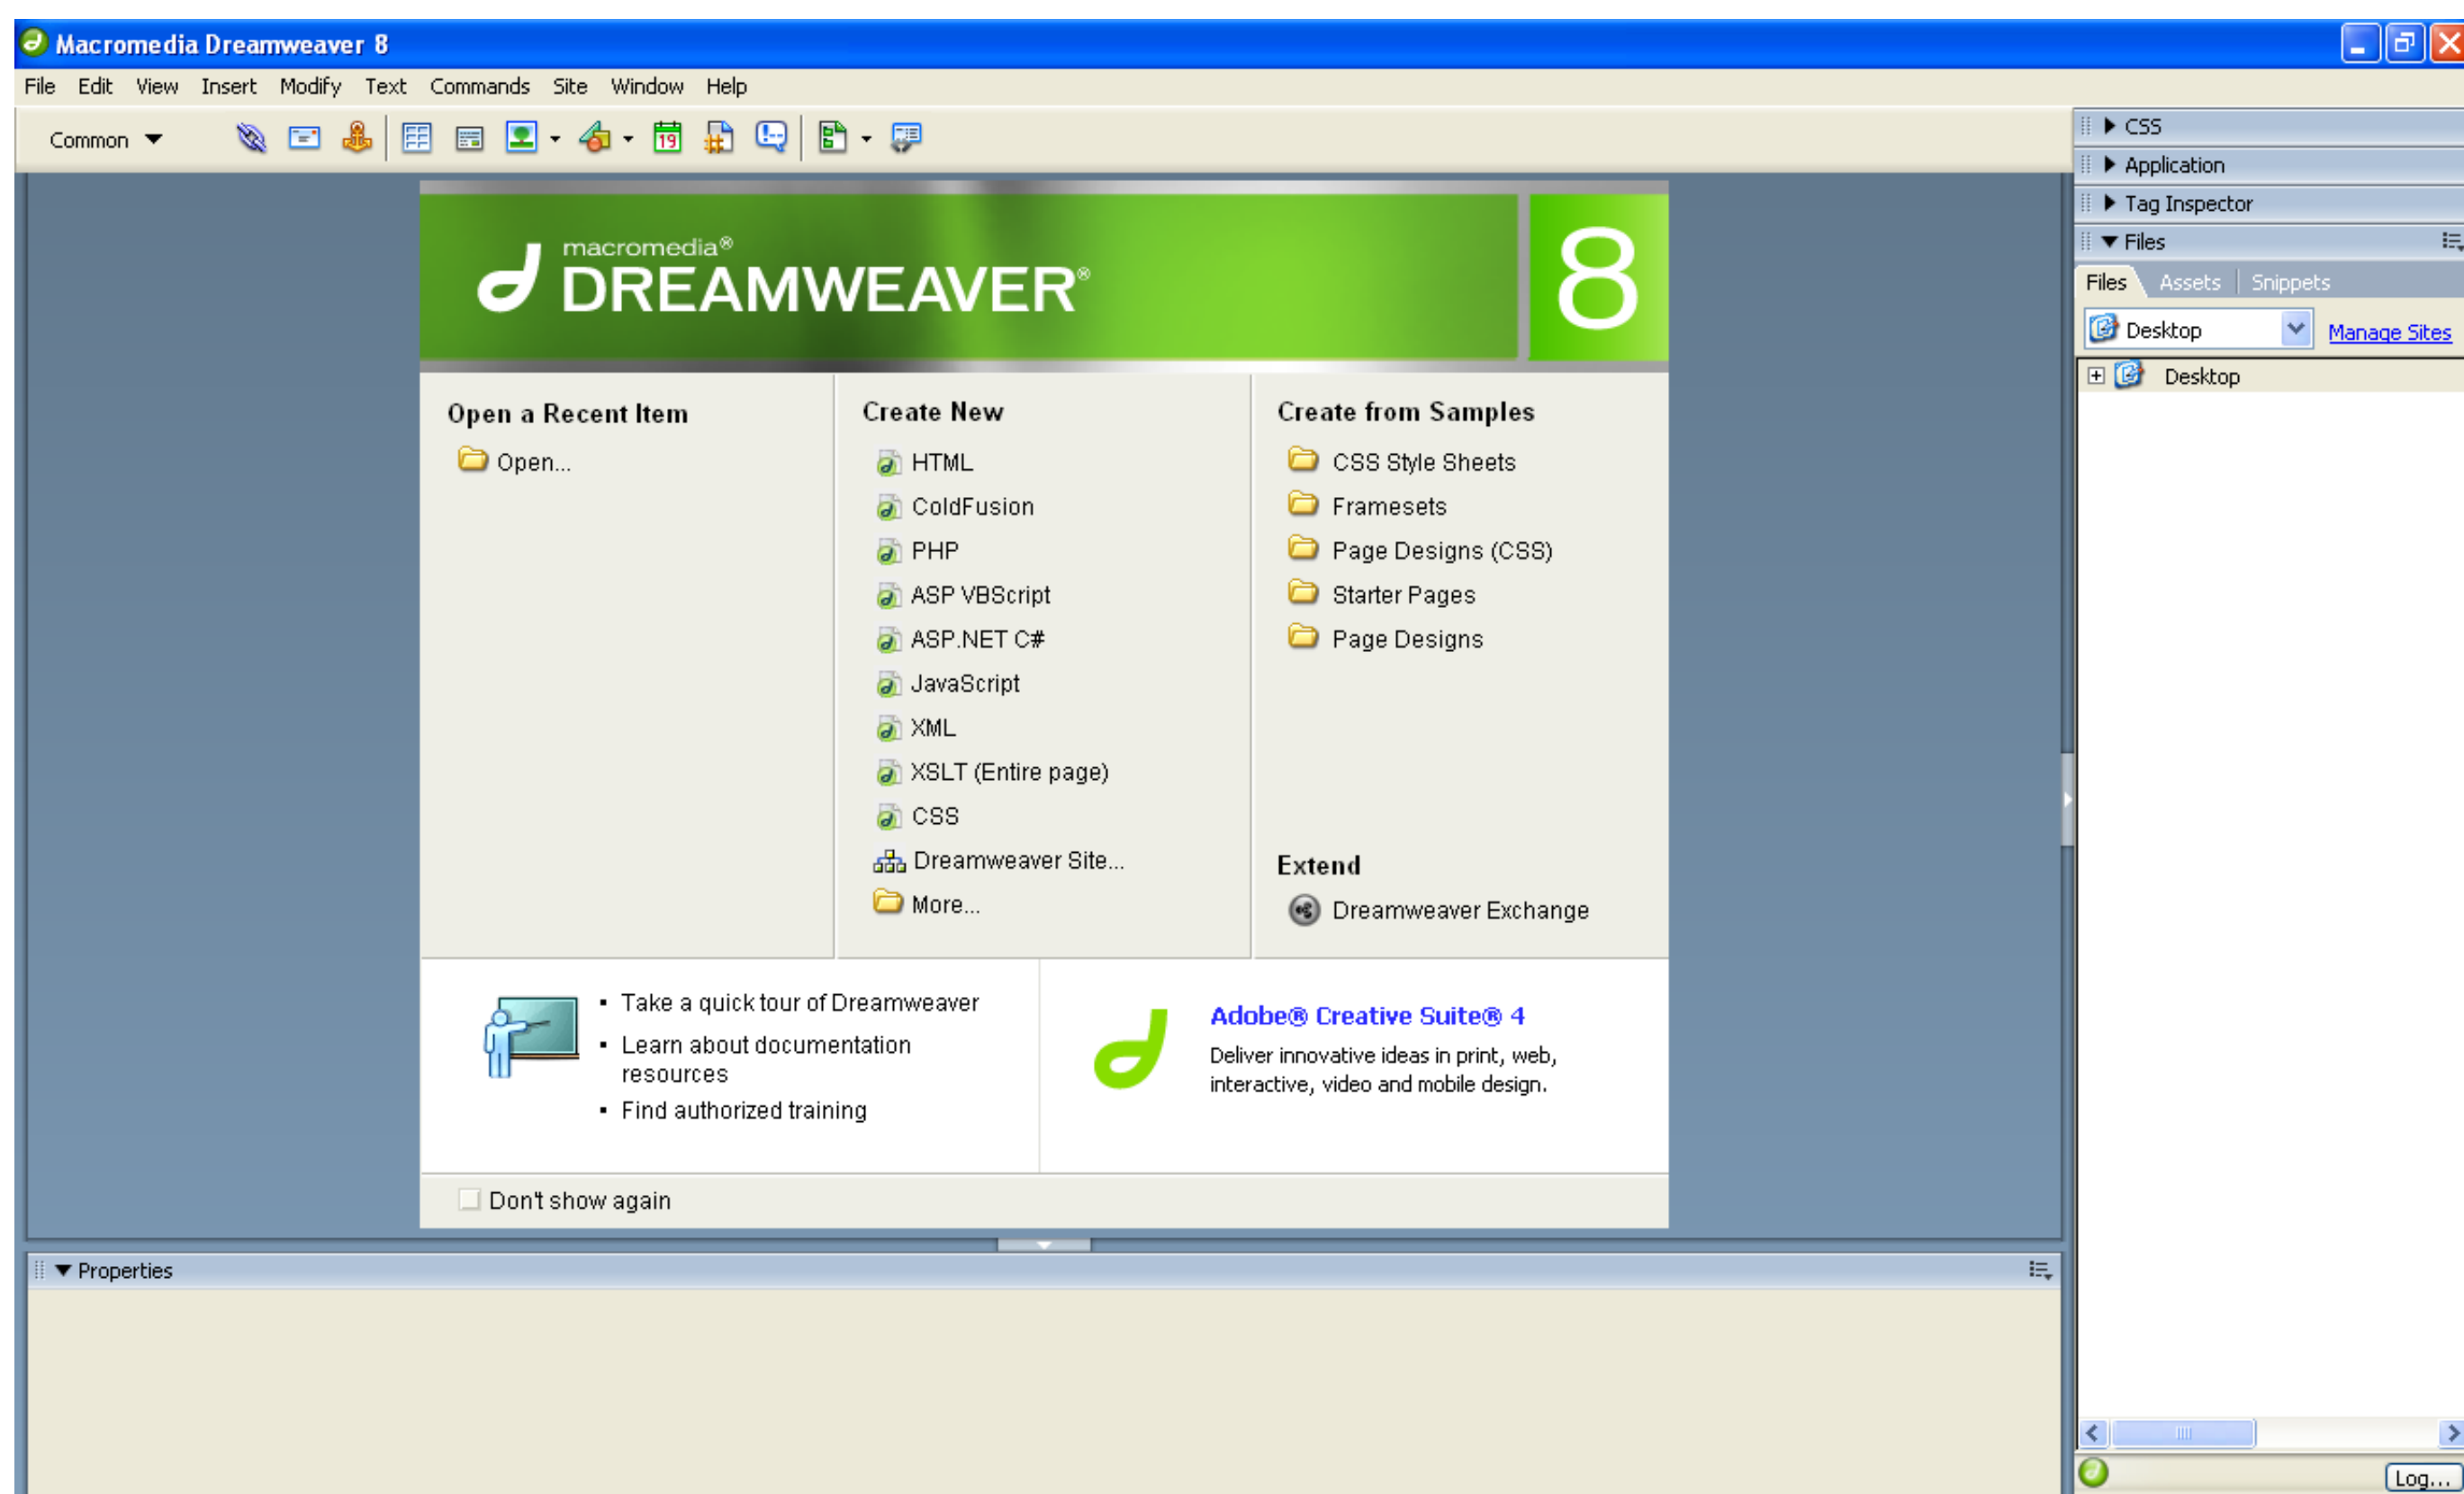 Macromedia Dreamweaver 8
File Edit View Insert Modify Text Commands Site Window Help
Common
19
macromedia®
DREAMWEAVER®
8
Open a Recent Item
Open...
Create New
HTML
ColdFusion
PHP
ASP VBScript
ASP.NET C#
JavaScript
XML
XSLT (Entire page)
CSS
Dreamweaver Site...
More...
Create from Samples
CSS Style Sheets
Framesets
Page Designs (CSS)
Starter Pages
Page Designs
Extend
Dreamweaver Exchange
Take a quick tour of Dreamweaver
Learn about documentation
resources
Find authorized training
Adobe® Creative Suite® 4
Deliver innovative ideas in print, web,
interactive, video and mobile design.
Don't show again
Properties
CSS
Application
Tag Inspector
Files
Files Assets Snippets
Desktop Manage Sites
Desktop
Log...